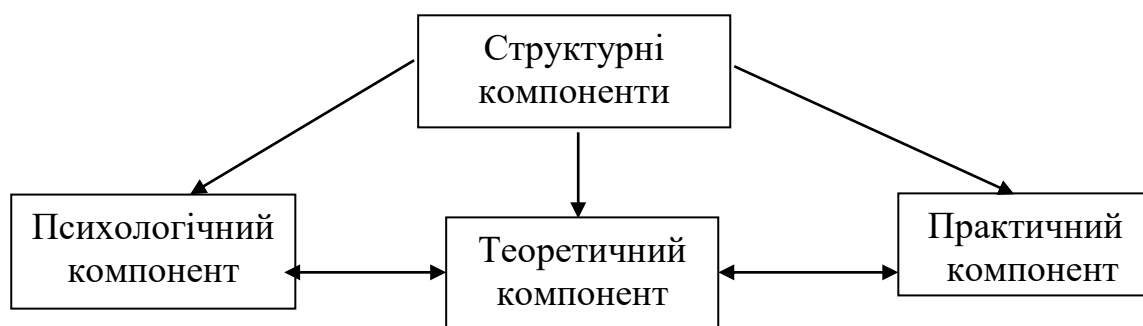 Структурні
компоненти
Психологічний
компонент
Теоретичний
компонент
Практичний
компонент